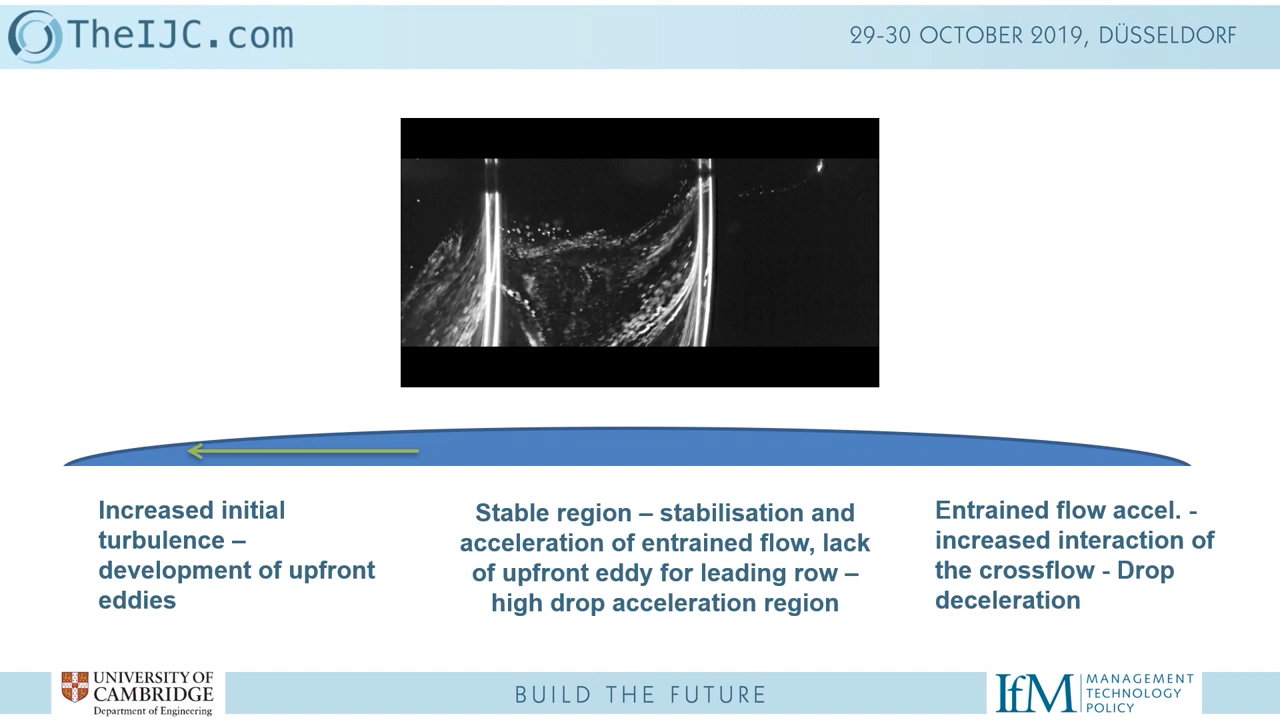 TheIJC.com
29-30 OCTOBER 2019, DÜSSELDORF
Increased initial
turbulence –
development of upfront
eddies
Stable region – stabilisation and
acceleration of entrained flow, lack
of upfront eddy for leading row –
high drop acceleration region
Entrained flow accel. -
increased interaction of
the crossflow - Drop
deceleration
UNIVERSITY OF
CAMBRIDGE
Department of Engineering
BUILD THE FUTURE
IfM
MANAGEMENT
TECHNOLOGY
POLICY